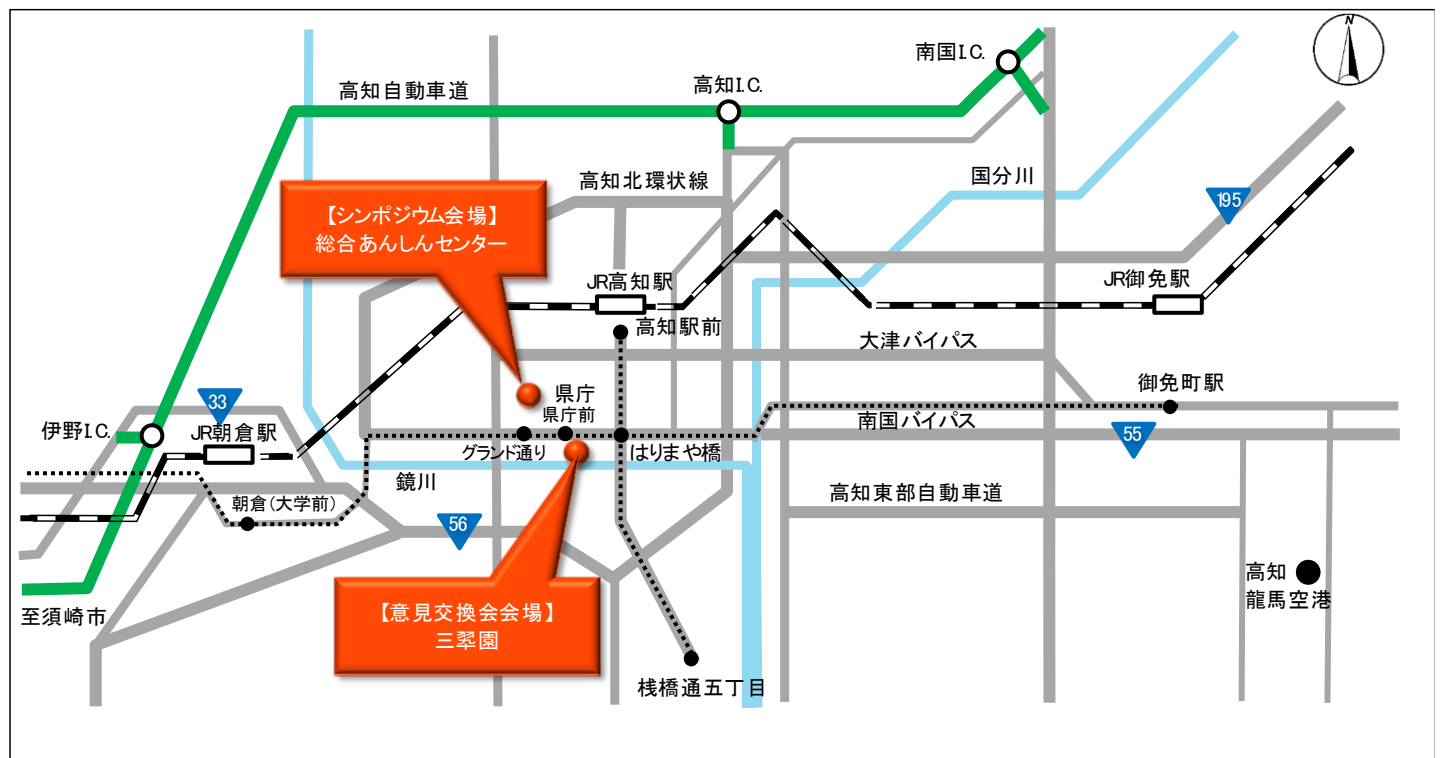 N
南国I.C.
高知I.C.
高知自動車道
国分川
高知北環状線
195
【シンポジウム会場】
総合あんしんセンター
JR高知駅
JR御免駅
高知駅前
大津バイパス
御免町駅
県庁
県庁前
33
南国バイパス
伊野I.C.
JR朝倉駅
55
グランド通り
はりまや橋
鏡川
高知東部自動車道
朝倉(大学前)
56
高知
龍馬空港
至須崎市
【意見交換会会場】
三翠園
桟橋通五丁目